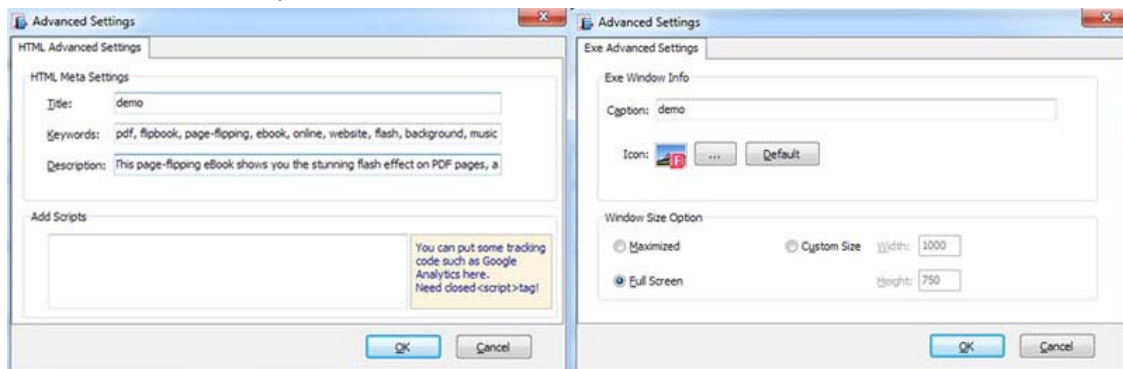 Advanced Settings
HTML Advanced Settings
HTML Meta Settings
Title: demo
Keywords: pdf, flipbook, page-flipping, ebook, online, website, flash, background, music
Description: This page-flipping eBook shows you the stunning flash effect on PDF pages, a
Add Scripts
You can put some tracking
code such as Google
Analytics here.
Need closed<script>tag!
OK Cancel
Advanced Settings
Exe Advanced Settings
Exe Window Info
Caption: demo
Icon: ... Default
Window Size Option
Maximized Custom Size Width: 1000
Full Screen Height: 750
OK Cancel